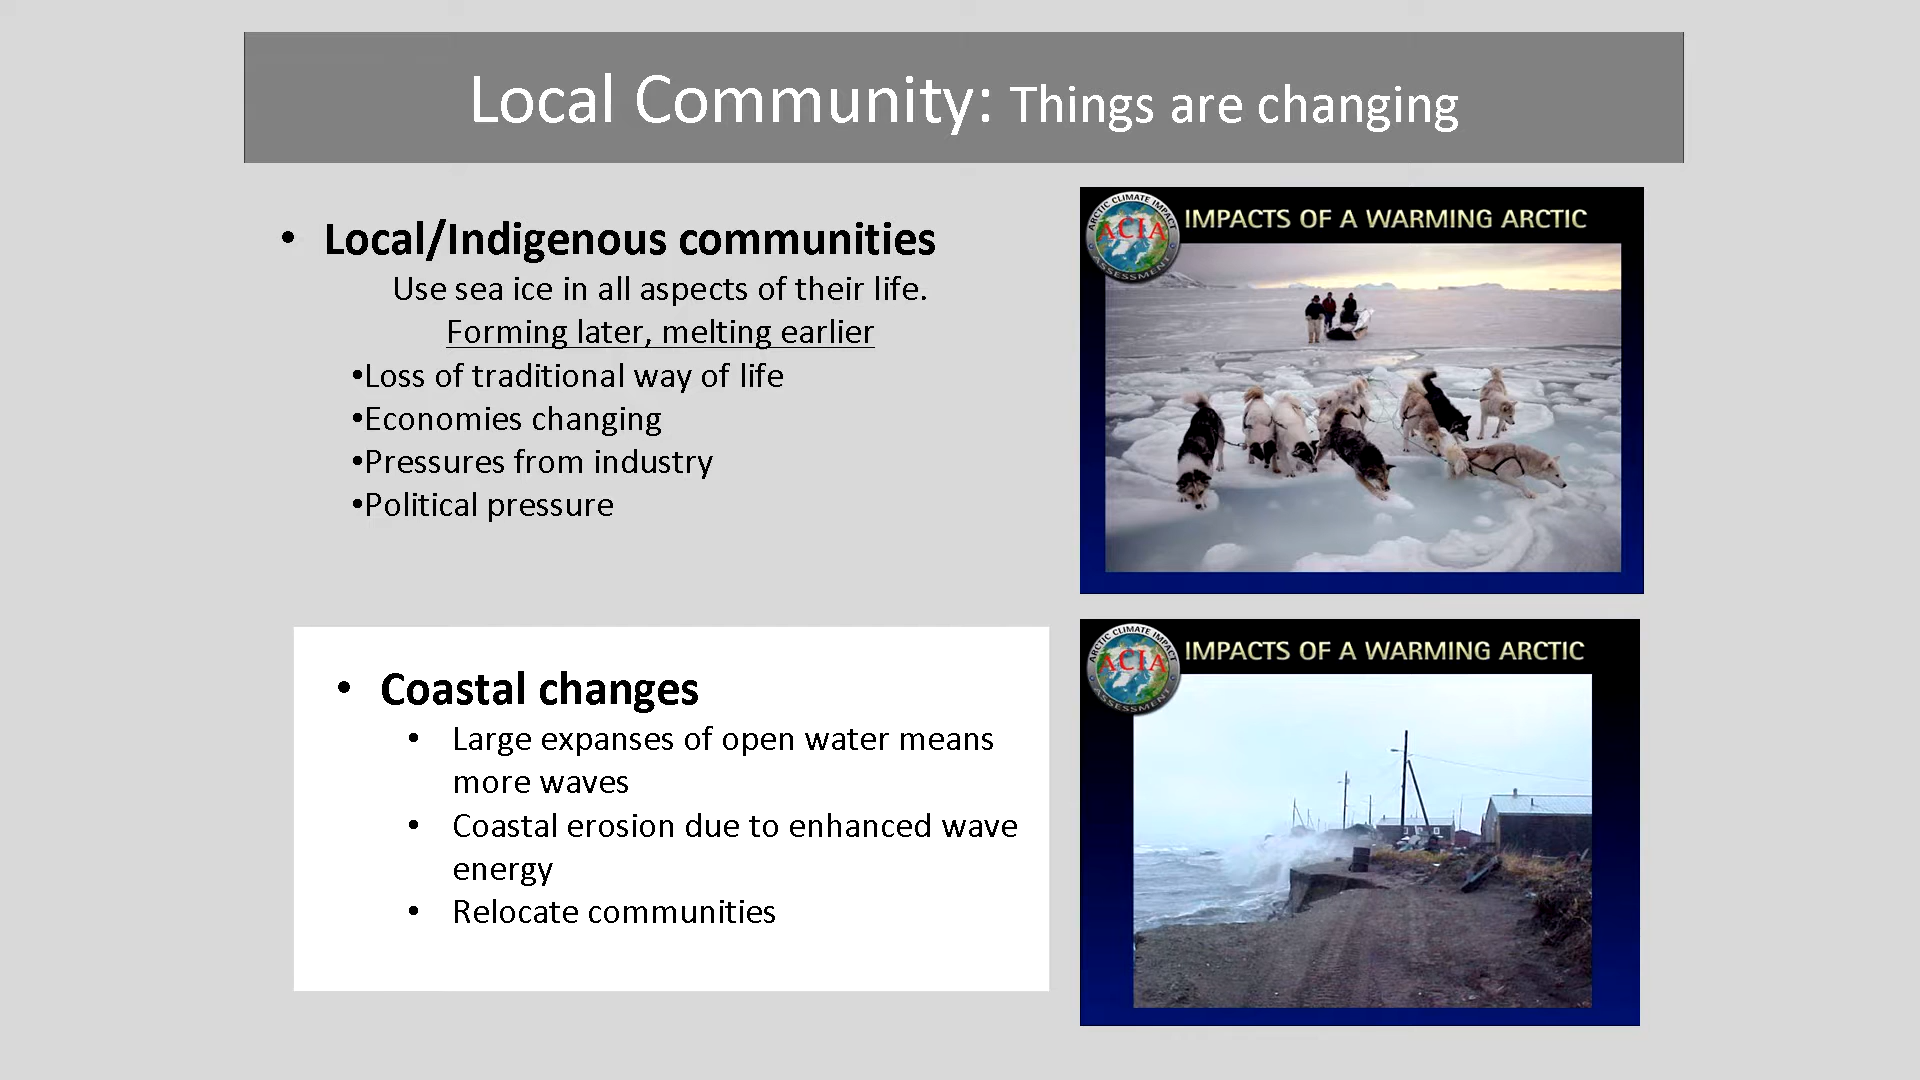 Local Community: Things are changing
• Local/Indigenous communities
Use sea ice in all aspects of their life.
Forming later, melting earlier
•Loss of traditional way of life
•Economies changing
•Pressures from industry
•Political pressure
ARCTIC CLIMATE IMPACT
ACIA
ASSESSMENT
IMPACTS OF A WARMING ARCTIC
• Coastal changes
• Large expanses of open water means
more waves
• Coastal erosion due to enhanced wave
energy
• Relocate communities
ARCTIC CLIMATE IMPACT
ACIA
ASSESSMENT
IMPACTS OF A WARMING ARCTIC